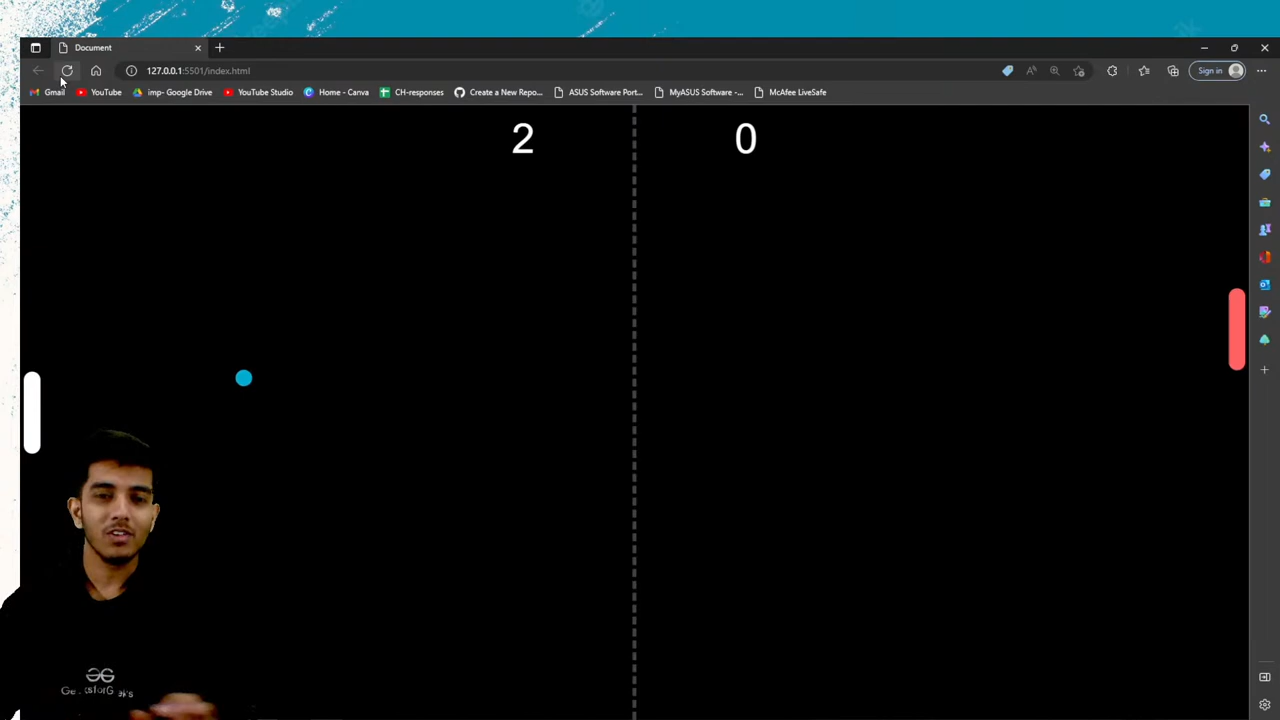 Document
127.0.0.1:5501/index.html
Sign in
Gmail YouTube imp- Google Drive YouTube Studio Home - Canva CH-responses Create a New Repo... ASUS Software Port... MyASUS Software -... McAfee LiveSafe
2 0